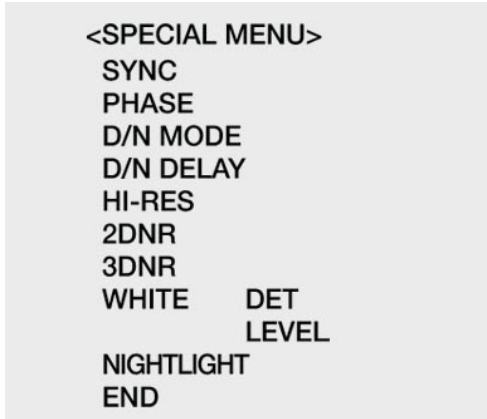 <SPECIAL MENU>
SYNC
PHASE
D/N MODE
D/N DELAY
HI-RES
2DNR
3DNR
WHITE DET
LEVEL
NIGHTLIGHT
END